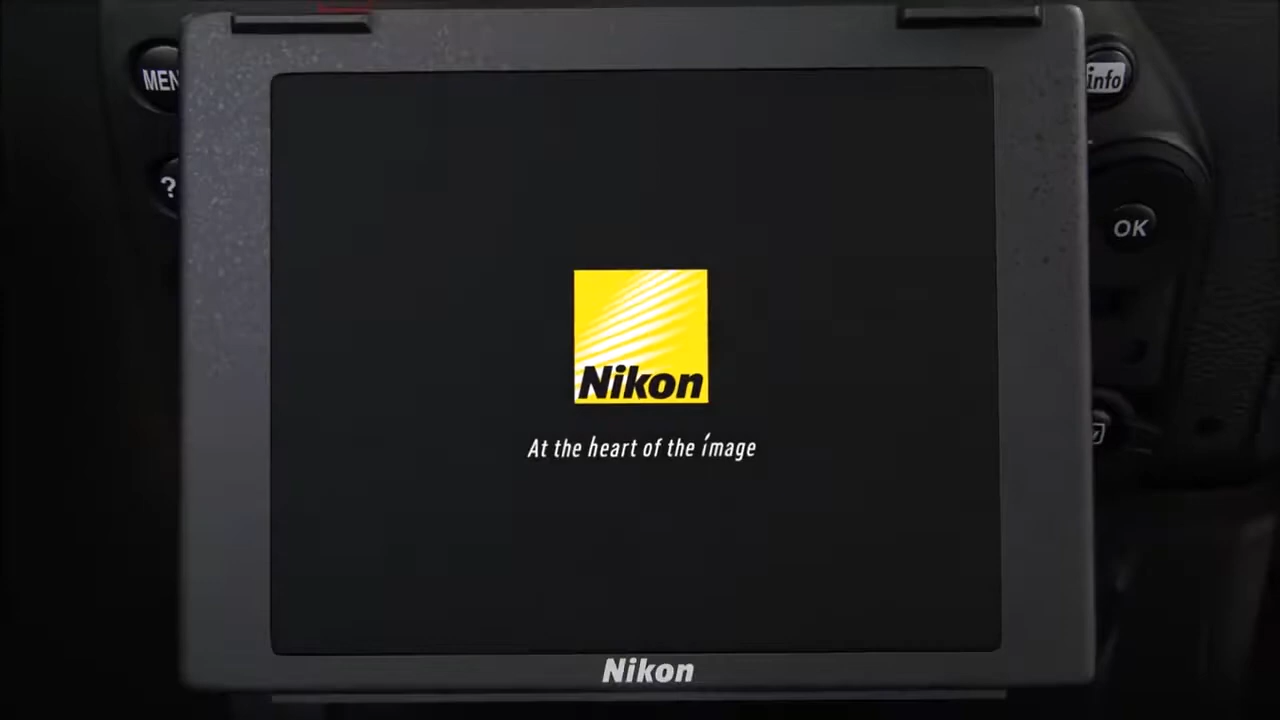 MEN
info
?
OK
Nikon
At the heart of the image
Nikon